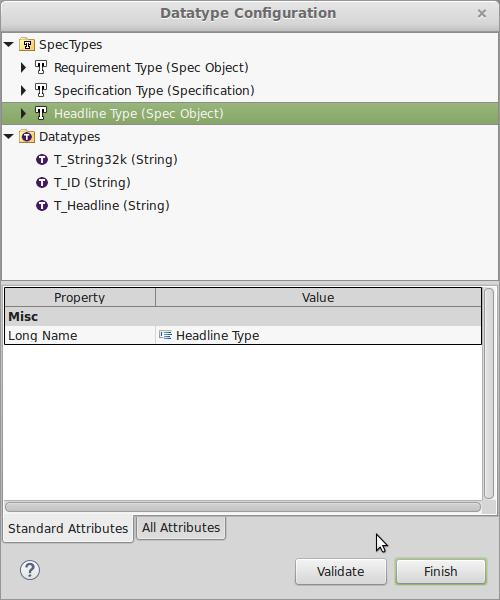 Datatype Configuration
SpecTypes
Requirement Type (Spec Object)
Specification Type (Specification)
Headline Type (Spec Object)
Datatypes
T_String32k (String)
T_ID (String)
T_Headline (String)
Property Value
Misc
Long Name Headline Type
Standard Attributes All Attributes
? Validate Finish